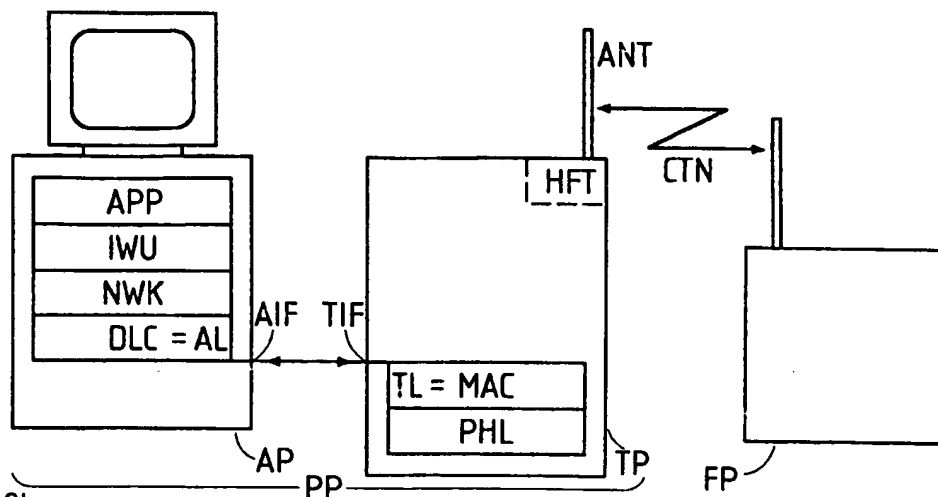 ANT
HFT
CTN
APP
IWU
NWK
DLC = AL
AIF
TIF
TL = MAC
PHL
AP
TP
FP
PP